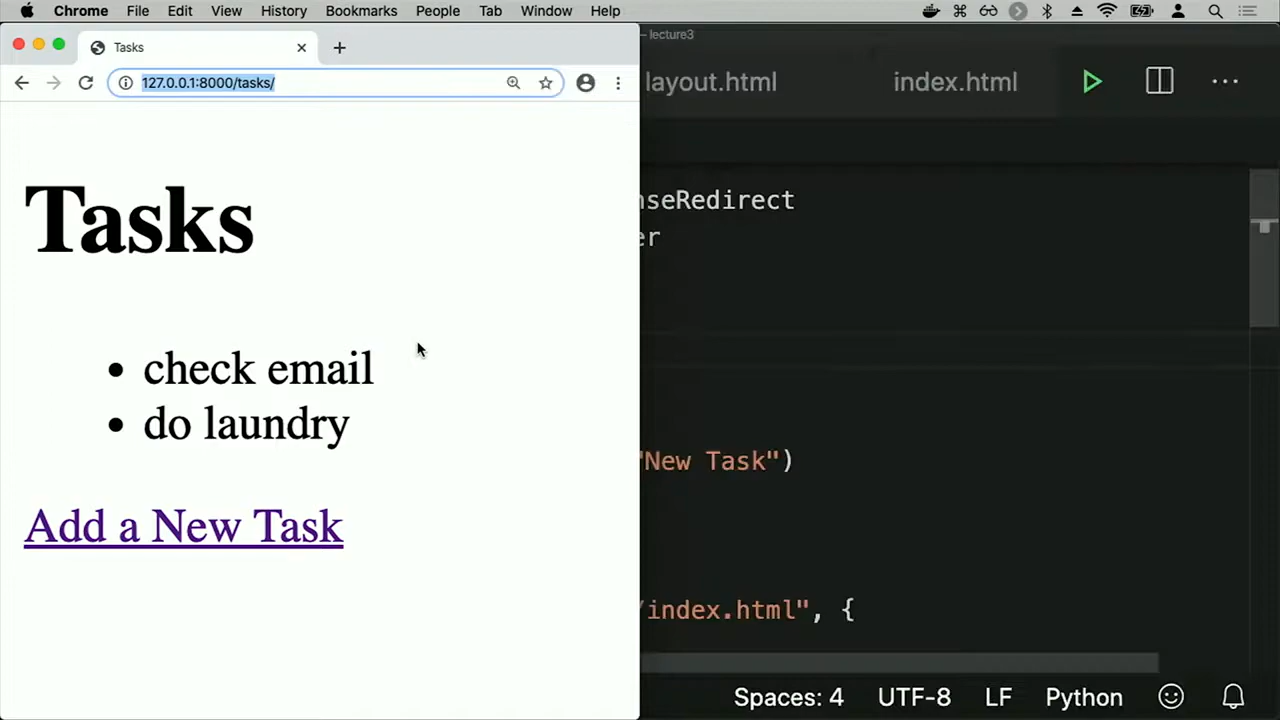 Chrome File Edit View History Bookmarks People Tab Window Help
Tasks
127.0.0.1:8000/tasks/
Tasks
• check email
• do laundry
Add a New Task
– lecture3
layout.html index.html
nseRedirect
er
"New Task")
/index.html", {
Spaces: 4 UTF-8 LF Python